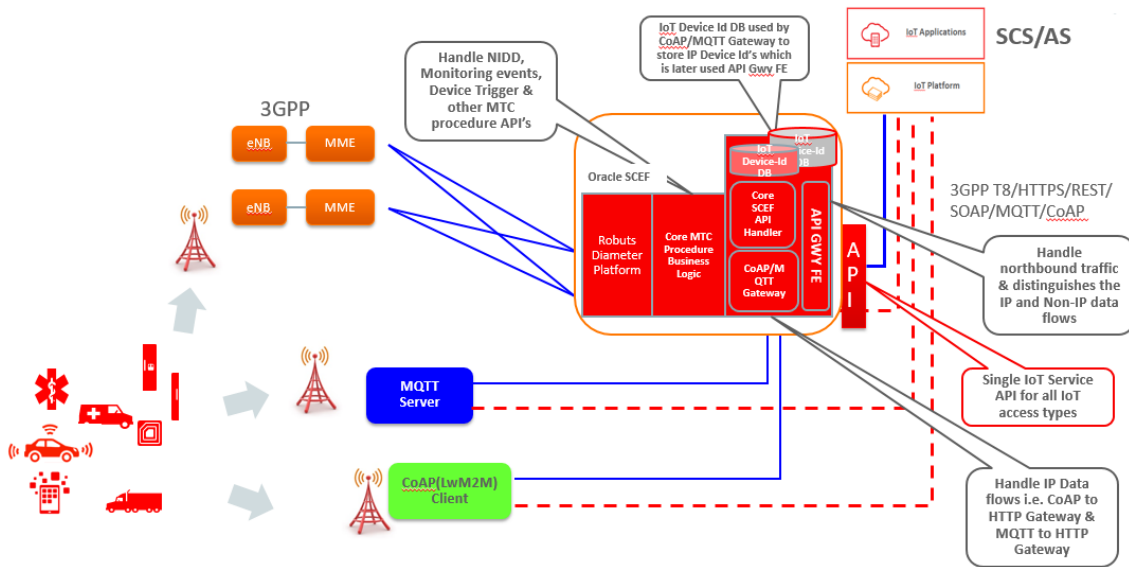 IoT Device Id DB used by
CoAP/MQTT Gateway to
store IP Device Id's which
is later used API Gwy FE
IoT Applications
SCS/AS
IoT Platform
Handle NIDD,
Monitoring events,
Device Trigger &
other MTC
procedure API's
3GPP
eNB
MME
eNB
MME
Oracle SCEF
IoT
Device-Id
DB
IoT
Device-Id
DB
Robuts
Diameter
Platform
Core MTC
Procedure
Business
Logic
Core
SCEF
API
Handler
CoAP/M
QTT
Gateway
API GWY FE
API
3GPP T8/HTTPS/REST/
SOAP/MQTT/CoAP
Handle
northbound traffic
& distinguishes the
IP and Non-IP data
flows
Single IoT Service
API for all IoT
access types
MQTT
Server
CoAP(LwM2M)
Client
Handle IP Data
flows i.e. CoAP to
HTTP Gateway &
MQTT to HTTP
Gateway